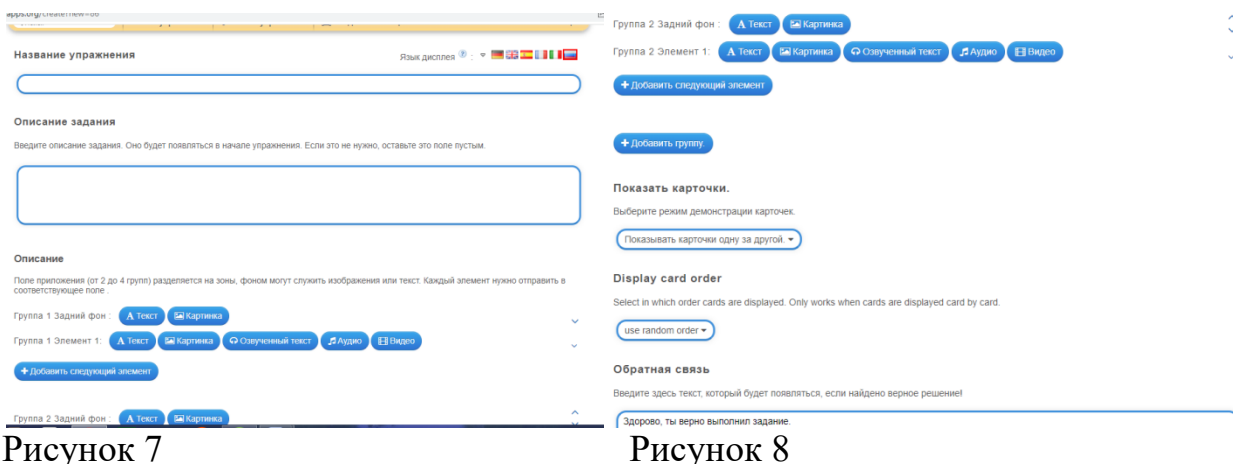 apps.org/createnew=86
Название упражнения
Язык дисплея ? :
Описание задания
Введите описание задания. Оно будет появляться в начале упражнения. Если это не нужно, оставьте это поле пустым.
Описание
Поле приложения (от 2 до 4 групп) разделяется на зоны, фоном могут служить изображения или текст. Каждый элемент нужно отправить в
соответствующее поле .
Группа 1 Задний фон : А Текст Картинка
Группа 1 Элемент 1: А Текст Картинка Озвученный текст Аудио Видео
+ Добавить следующий элемент
Группа 2 Задний фон : А Текст Картинка
Рисунок 7
Группа 2 Задний фон : А Текст Картинка
Группа 2 Элемент 1: А Текст Картинка Озвученный текст Аудио Видео
+ Добавить следующий элемент
+ Добавить группу.
Показать карточки.
Выберите режим демонстрации карточек.
Показывать карточки одну за другой.
Display card order
Select in which order cards are displayed. Only works when cards are displayed card by card.
use random order
Обратная связь
Введите здесь текст, который будет появляться, если найдено верное решение!
Здорово, ты верно выполнил задание.
Рисунок 8